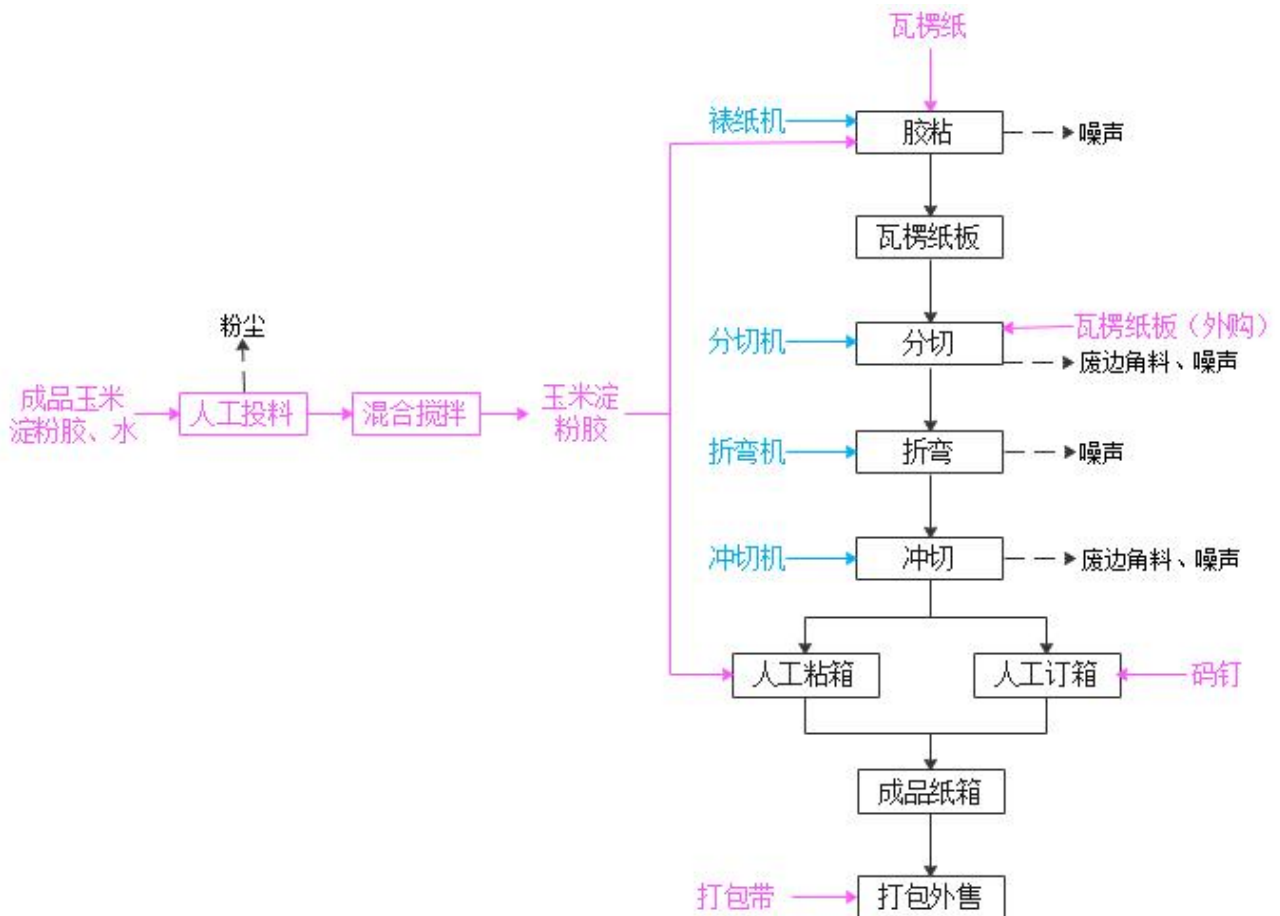 瓦楞纸
裱纸机
胶粘
噪声
瓦楞纸板
粉尘
分切机
分切
瓦楞纸板（外购）
废边角料、噪声
成品玉米
淀粉胶、水
人工投料
混合搅拌
玉米淀
粉胶
折弯机
折弯
噪声
冲切机
冲切
废边角料、噪声
人工粘箱
人工订箱
码钉
成品纸箱
打包带
打包外售